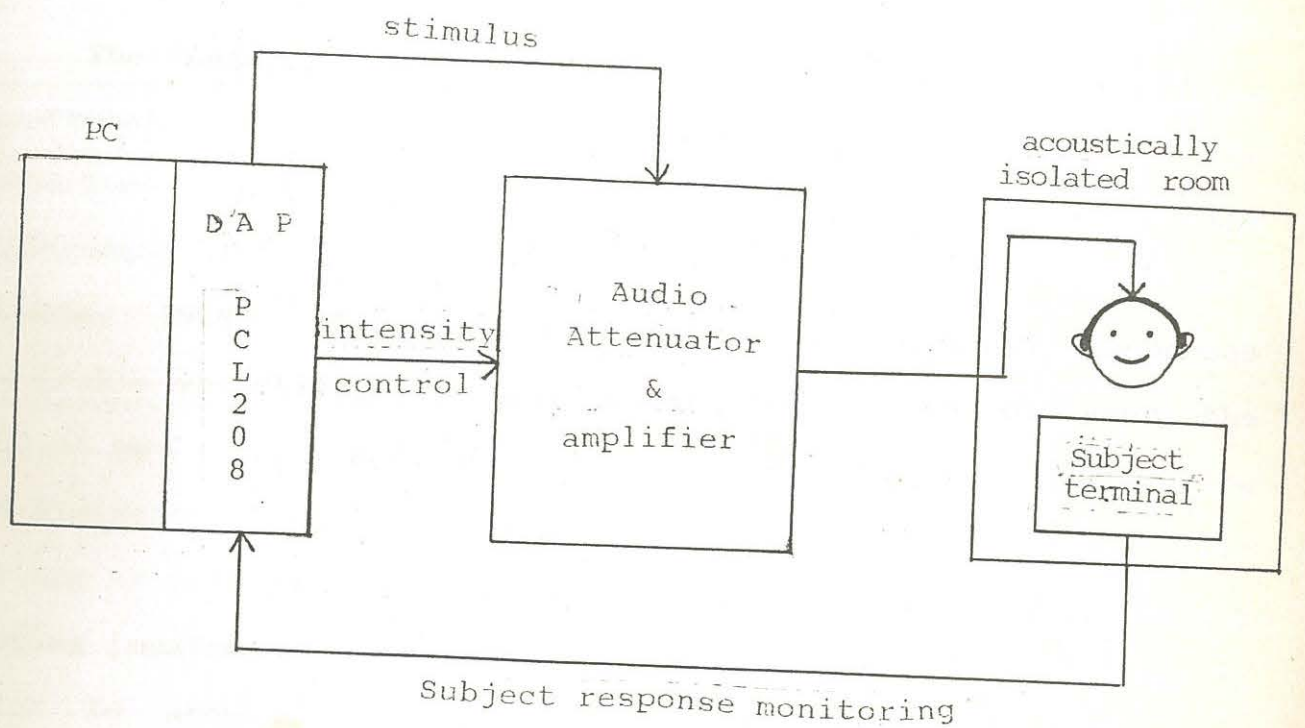 stimulus
PC
D A P
P
C
L
2
0
8
intensity
control
Audio
Attenuator
&
amplifier
acoustically
isolated room
Subject
terminal
Subject response monitoring